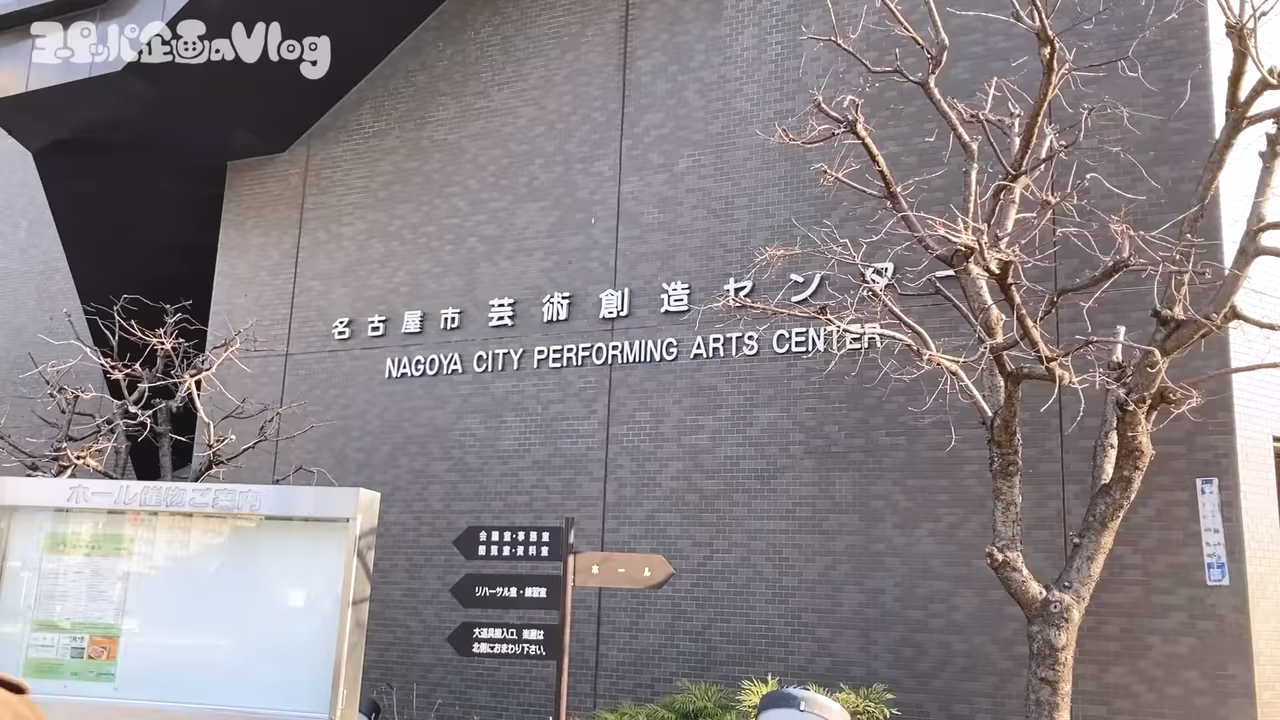 ヨスッパ企画のVlog
名古屋市 芸術創造センター
NAGOYA CITY PERFORMING ARTS CENTER
ホール催物ご案内
会議室・事務室
閲覧室・資料室
ホール
リハーサル室・練習室
大道具搬入口、楽屋は
北側におまわり下さい。